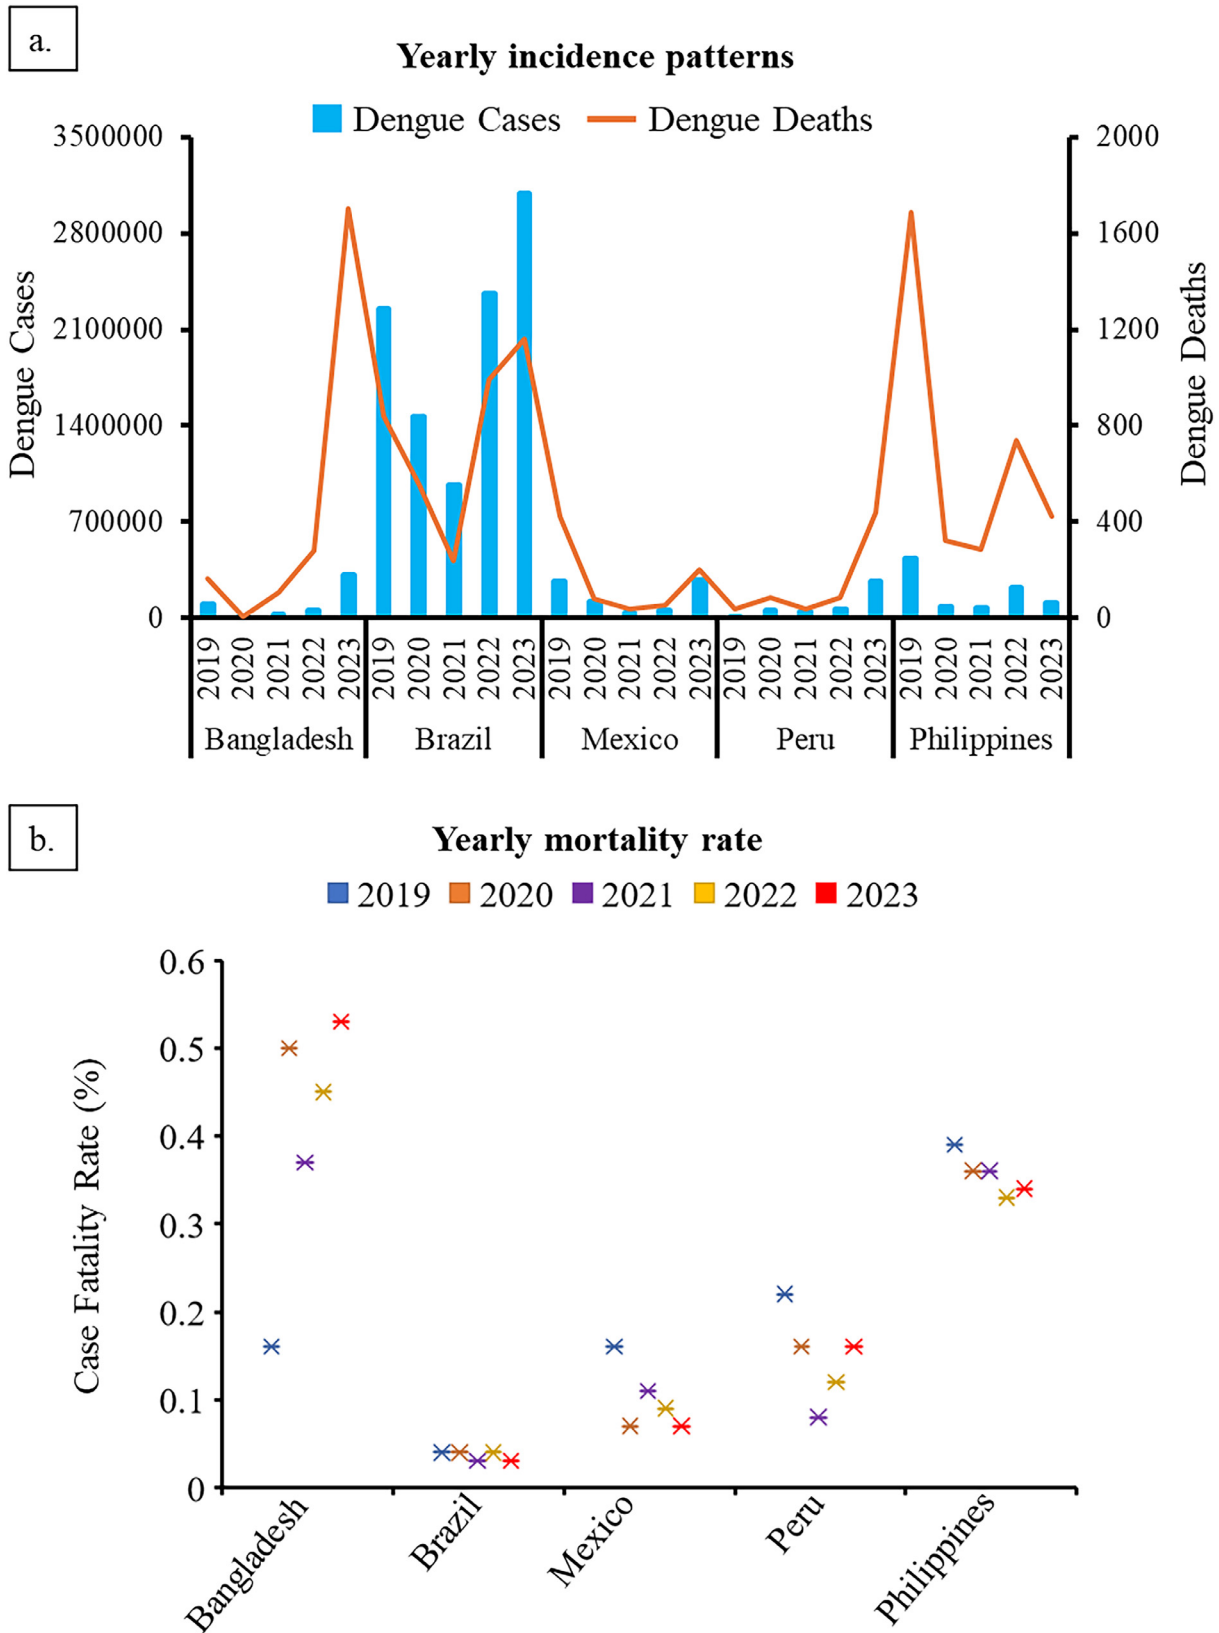 a.
Yearly incidence patterns
Dengue Cases Dengue Deaths
3500000
2800000
2100000
1400000
700000
0
Dengue Cases
2000
1600
1200
800
400
0
Dengue Deaths
2019 2020 2021 2022 2023 2019 2020 2021 2022 2023 2019 2020 2021 2022 2023 2019 2020 2021 2022 2023 2019 2020 2021 2022 2023
Bangladesh Brazil Mexico Peru Philippines
b.
Yearly mortality rate
2019 2020 2021 2022 2023
0.6
0.5
0.4
0.3
0.2
0.1
0
Case Fatality Rate (%)
Bangladesh Brazil Mexico Peru Philippines